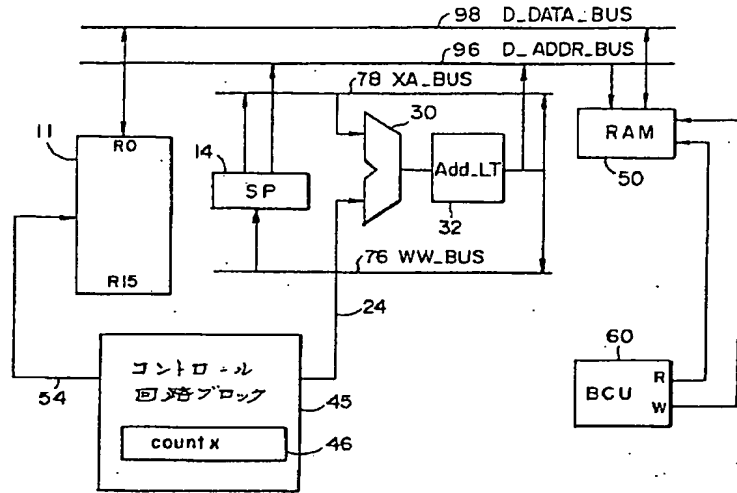 98 D_DATA_BUS
96 D_ADDR_BUS
78 XA_BUS
30
11
R0
14
SP
Add_LT
32
RAM
50
R15
76 WW_BUS
24
54
コントロール
回路ブロック
45
count x
46
60
BCU
R
W